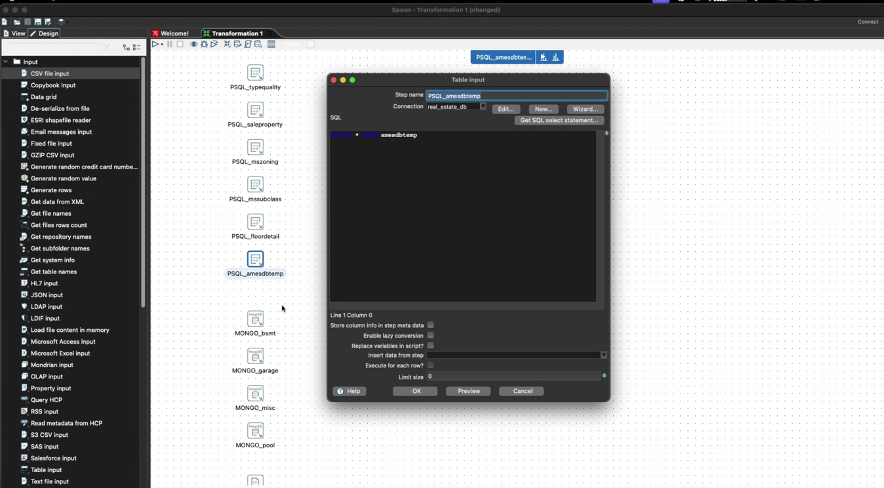 Spoon - Transformation 1 (changed)
Connect
View
Design
Welcome!
Transformation 1
Input
CSV file input
Copybook Input
Data grid
De-serialize from file
ESRI shapefile reader
Email messages input
Fixed file input
GZIP CSV input
Generate random credit card numbe...
Generate random value
Generate rows
Get data from XML
Get file names
Get files rows count
Get repository names
Get subfolder names
Get system info
Get table names
HL7 input
JSON input
LDAP input
LDIF input
Load file content in memory
Microsoft Access input
Microsoft Excel input
Mondrian input
OLAP input
Property input
Query HCP
RSS input
Read metadata from HCP
S3 CSV input
SAS input
Salesforce input
Table input
Text file input
PSQL_typequality
PSQL_saleproperty
PSQL_mszoning
PSQL_mssubclass
PSQL_floordetail
PSQL_amesdbtemp
MONGO_bsmt
MONGO_garage
MONGO_misc
MONGO_pool
PSQL_amesdbten...
Table input
Step name PSQL_amesdbtemp
Connection real_estate_db Edit... New... Wizard...
SQL
Get SQL select statement...
* amesdbtemp
Line 1 Column 0
Store column info in step meta data
Enable lazy conversion
Replace variables in script?
Insert data from step
Execute for each row?
Limit size 0
Help OK Preview Cancel